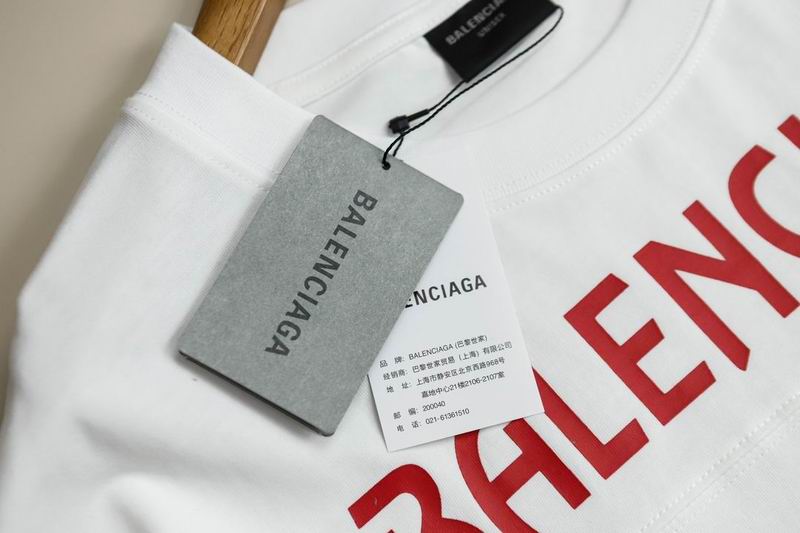 BALENCIAGA
UNISEX
BALENCIAGA
ENCIAGA
品 牌: BALENCIAGA (巴黎世家)
经销商: 巴黎世家贸易（上海）有限公司
地 址: 上海市静安区北京西路968号
嘉地中心21楼2106-2107室
邮 编: 200040
电 话: 021-61361510
BALENC